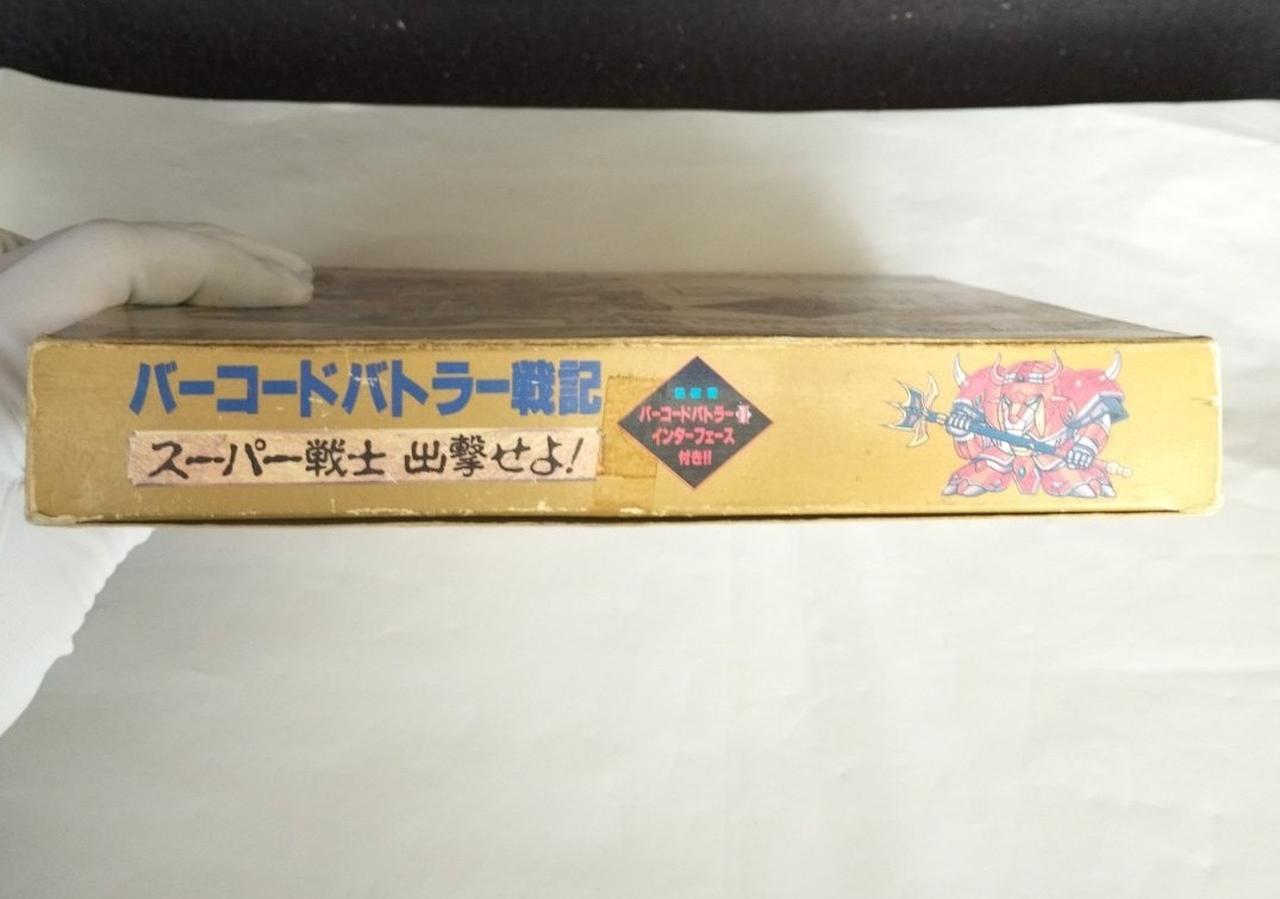 バーコードバトラー戦記
スーパー戦士 出撃せよ!
バーコードバトラーII
インターフェース
付き!!